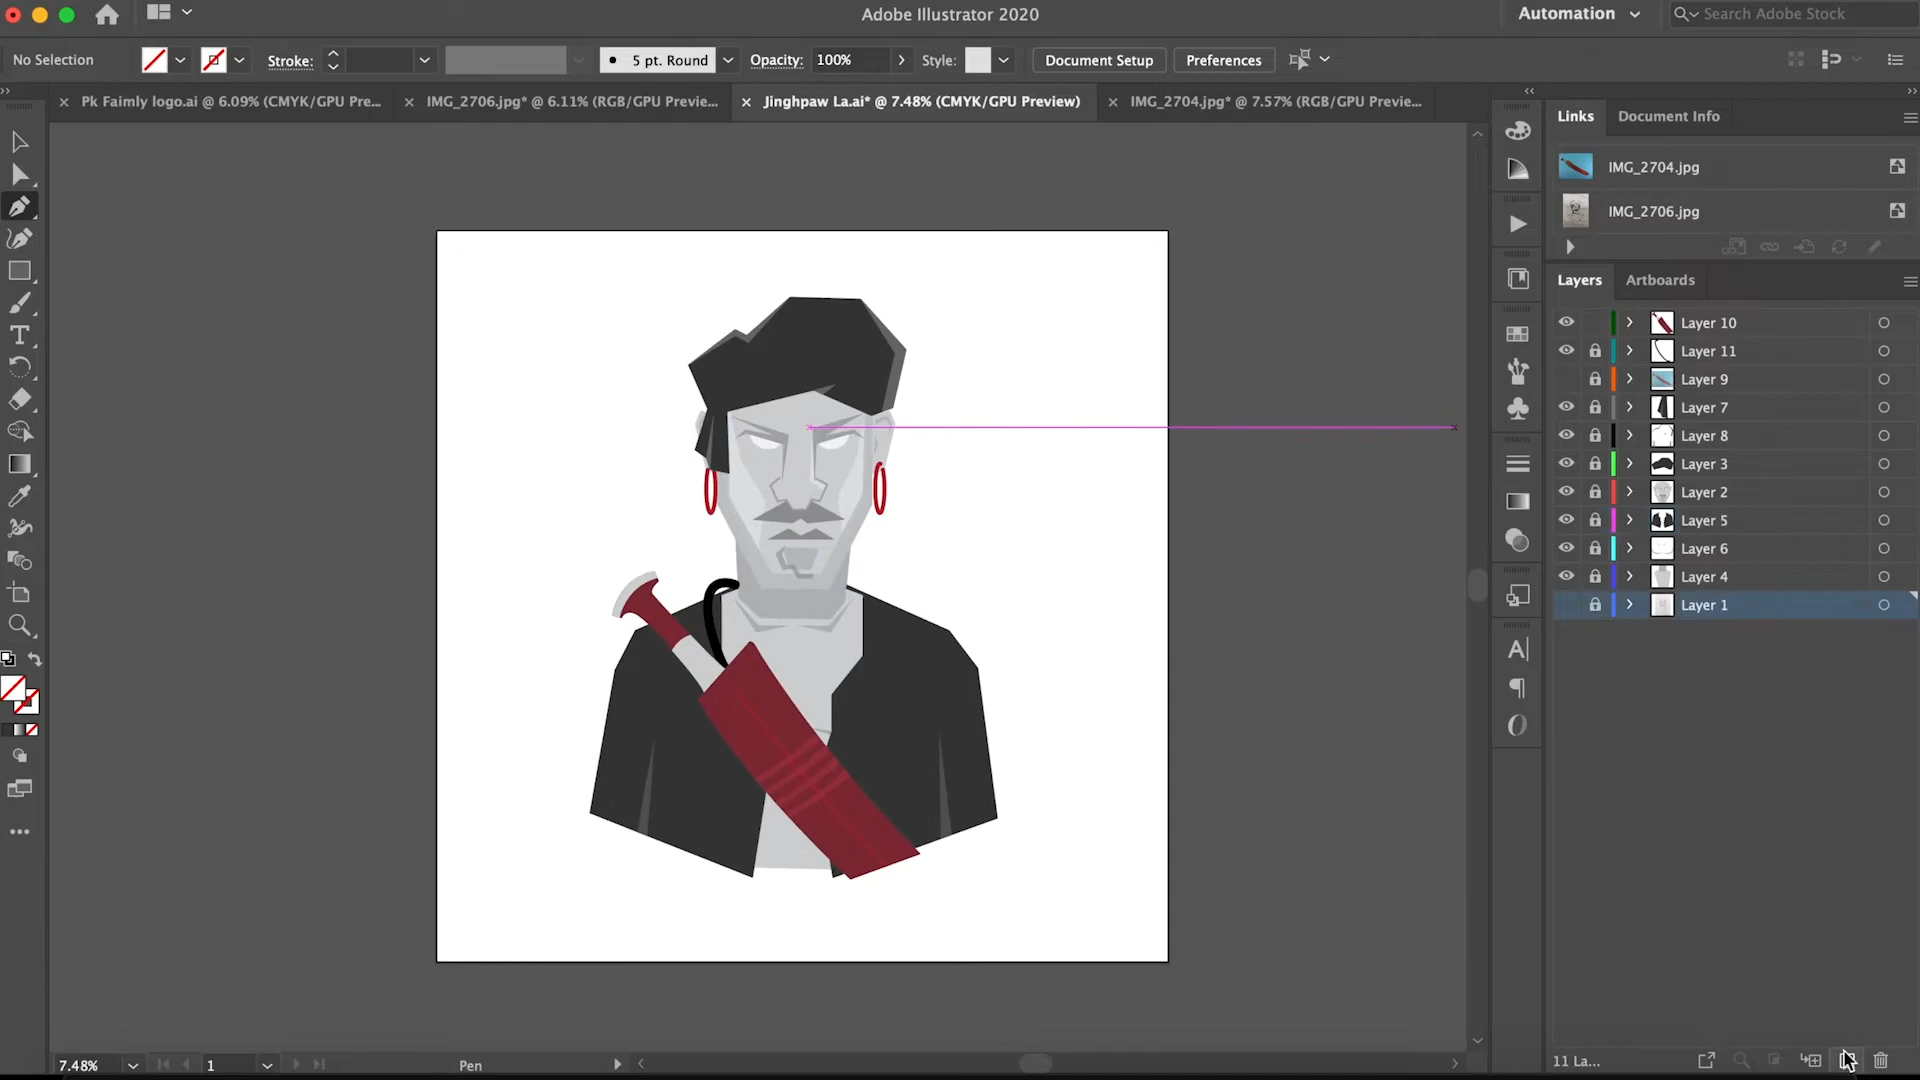 Adobe Illustrator 2020
Automation
Search Adobe Stock
No Selection
Stroke:
5 pt. Round
Opacity:
100%
Style:
Document Setup
Preferences
Pk Faimly logo.ai @ 6.09% (CMYK/GPU Pre...
IMG_2706.jpg* @ 6.11% (RGB/GPU Previe...
Jinghpaw La.ai* @ 7.48% (CMYK/GPU Preview)
IMG_2704.jpg* @ 7.57% (RGB/GPU Previe...
Links
Document Info
IMG_2704.jpg
IMG_2706.jpg
Layers
Artboards
Layer 10
Layer 11
Layer 9
Layer 7
Layer 8
Layer 3
Layer 2
Layer 5
Layer 6
Layer 4
Layer 1
7.48%
1
Pen
11 La...